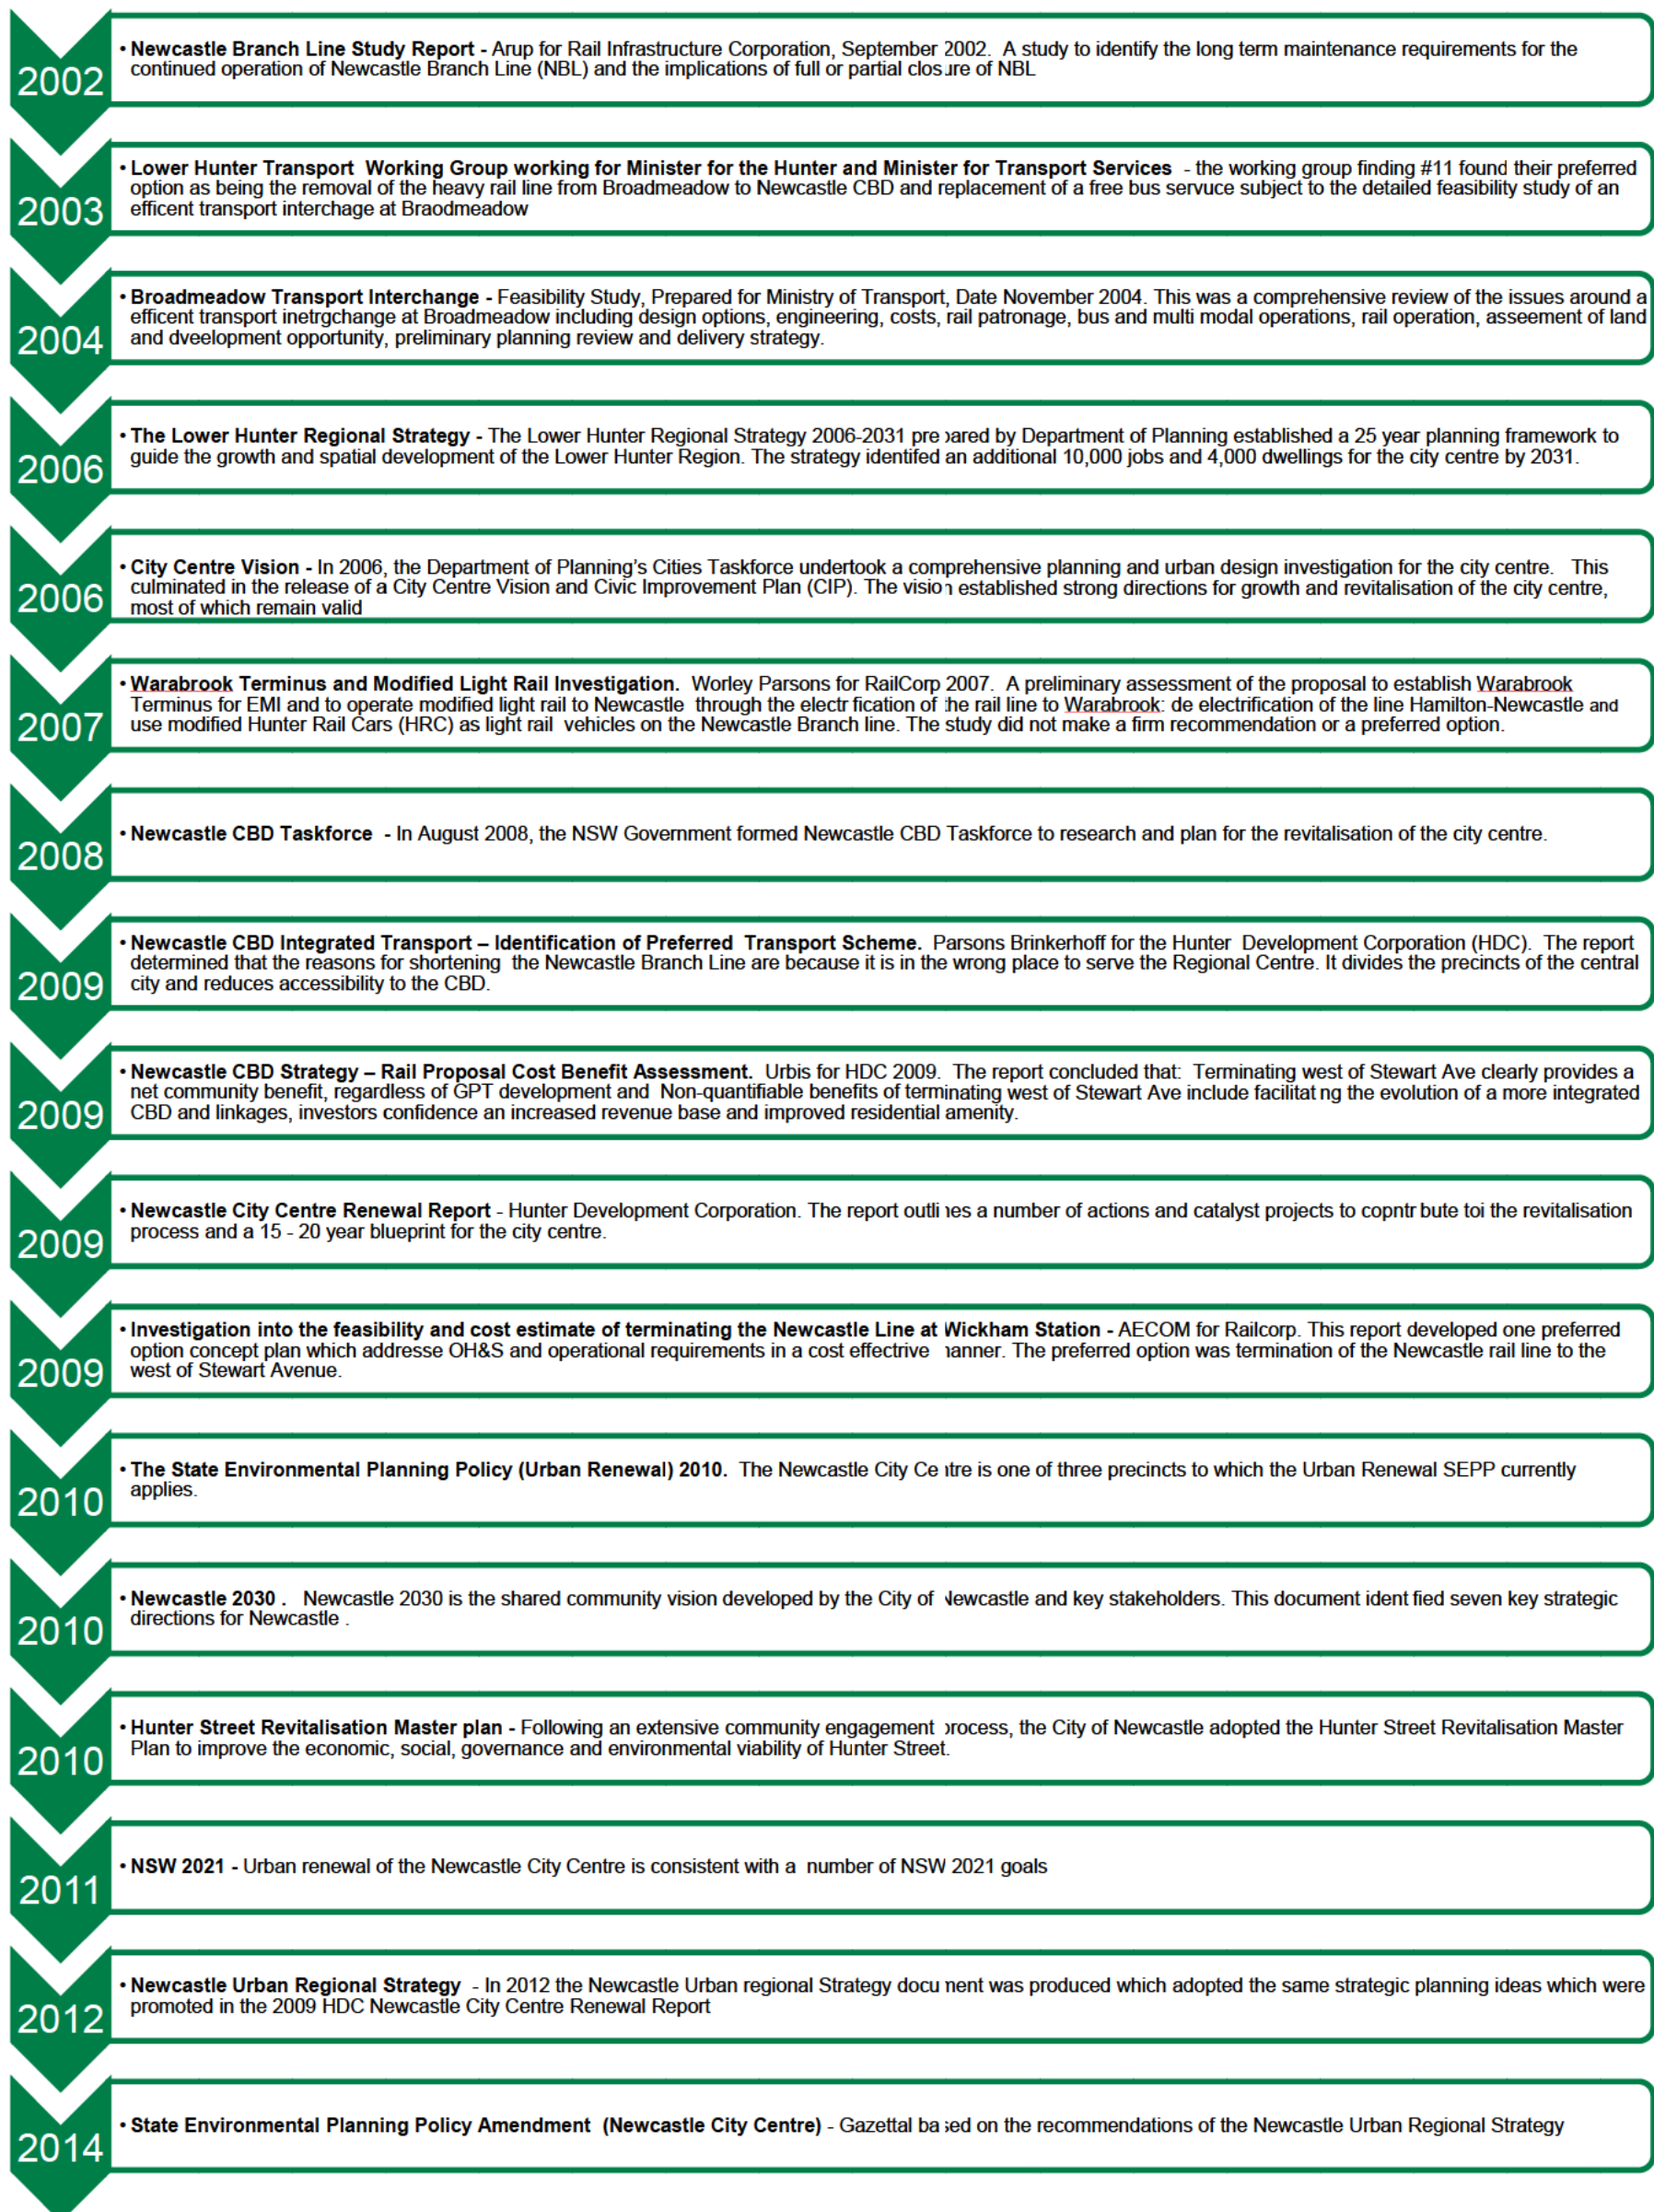 2002
• Newcastle Branch Line Study Report - Arup for Rail Infrastructure Corporation, September 2002. A study to identify the long term maintenance requirements for the
continued operation of Newcastle Branch Line (NBL) and the implications of full or partial closure of NBL
2003
• Lower Hunter Transport Working Group working for Minister for the Hunter and Minister for Transport Services - the working group finding #11 found their preferred
option as being the removal of the heavy rail line from Broadmeadow to Newcastle CBD and replacement of a free bus servuce subject to the detailed feasibility study of an
efficent transport interchage at Braodmeadow
2004
• Broadmeadow Transport Interchange - Feasibility Study, Prepared for Ministry of Transport, Date November 2004. This was a comprehensive review of the issues around a
efficent transport inetrgchange at Broadmeadow including design options, engineering, costs, rail patronage, bus and multi modal operations, rail operation, asseement of land
and dveelopment opportunity, preliminary planning review and delivery strategy.
2006
• The Lower Hunter Regional Strategy - The Lower Hunter Regional Strategy 2006-2031 prepared by Department of Planning established a 25 year planning framework to
guide the growth and spatial development of the Lower Hunter Region. The strategy identifed an additional 10,000 jobs and 4,000 dwellings for the city centre by 2031.
2006
• City Centre Vision - In 2006, the Department of Planning's Cities Taskforce undertook a comprehensive planning and urban design investigation for the city centre. This
culminated in the release of a City Centre Vision and Civic Improvement Plan (CIP). The vision established strong directions for growth and revitalisation of the city centre,
most of which remain valid
2007
• Warabrook Terminus and Modified Light Rail Investigation. Worley Parsons for RailCorp 2007. A preliminary assessment of the proposal to establish Warabrook
Terminus for EMI and to operate modified light rail to Newcastle through the electr fication of the rail line to Warabrook: de electrification of the line Hamilton-Newcastle and
use modified Hunter Rail Cars (HRC) as light rail vehicles on the Newcastle Branch line. The study did not make a firm recommendation or a preferred option.
2008
• Newcastle CBD Taskforce - In August 2008, the NSW Government formed Newcastle CBD Taskforce to research and plan for the revitalisation of the city centre.
2009
• Newcastle CBD Integrated Transport – Identification of Preferred Transport Scheme. Parsons Brinkerhoff for the Hunter Development Corporation (HDC). The report
determined that the reasons for shortening the Newcastle Branch Line are because it is in the wrong place to serve the Regional Centre. It divides the precincts of the central
city and reduces accessibility to the CBD.
2009
• Newcastle CBD Strategy – Rail Proposal Cost Benefit Assessment. Urbis for HDC 2009. The report concluded that: Terminating west of Stewart Ave clearly provides a
net community benefit, regardless of GPT development and Non-quantifiable benefits of terminating west of Stewart Ave include facilitat ng the evolution of a more integrated
CBD and linkages, investors confidence an increased revenue base and improved residential amenity.
2009
• Newcastle City Centre Renewal Report - Hunter Development Corporation. The report outlines a number of actions and catalyst projects to copntr bute toi the revitalisation
process and a 15 - 20 year blueprint for the city centre.
2009
• Investigation into the feasibility and cost estimate of terminating the Newcastle Line at Wickham Station - AECOM for Railcorp. This report developed one preferred
option concept plan which addresse OH&S and operational requirements in a cost effective manner. The preferred option was termination of the Newcastle rail line to the
west of Stewart Avenue.
2010
• The State Environmental Planning Policy (Urban Renewal) 2010. The Newcastle City Centre is one of three precincts to which the Urban Renewal SEPP currently
applies.
2010
• Newcastle 2030 . Newcastle 2030 is the shared community vision developed by the City of Newcastle and key stakeholders. This document ident fied seven key strategic
directions for Newcastle .
2010
• Hunter Street Revitalisation Master plan - Following an extensive community engagement process, the City of Newcastle adopted the Hunter Street Revitalisation Master
Plan to improve the economic, social, governance and environmental viability of Hunter Street.
2011
• NSW 2021 - Urban renewal of the Newcastle City Centre is consistent with a number of NSW 2021 goals
2012
• Newcastle Urban Regional Strategy - In 2012 the Newcastle Urban regional Strategy document was produced which adopted the same strategic planning ideas which were
promoted in the 2009 HDC Newcastle City Centre Renewal Report
2014
• State Environmental Planning Policy Amendment (Newcastle City Centre) - Gazettal based on the recommendations of the Newcastle Urban Regional Strategy